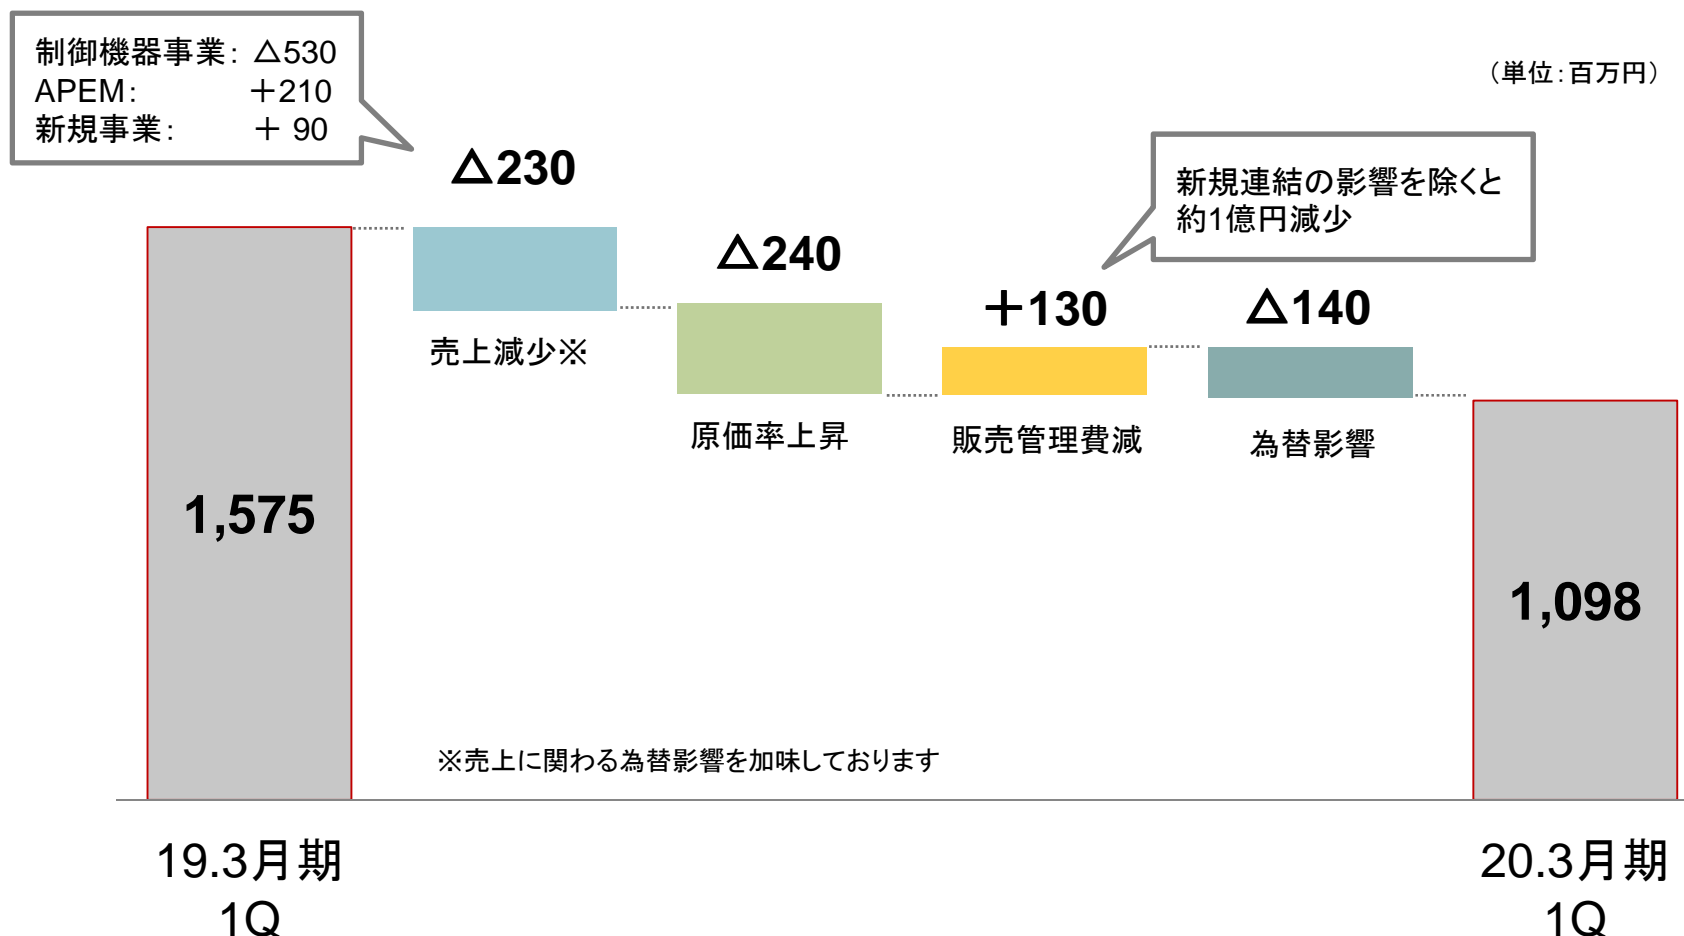 制御機器事業: △530
APEM: ＋210
新規事業: ＋ 90
（単位:百万円）
△230
新規連結の影響を除くと
約1億円減少
△240
＋130
△140
売上減少※
原価率上昇
販売管理費減
為替影響
1,575
1,098
※売上に関わる為替影響を加味しております
19.3月期
1Q
20.3月期
1Q